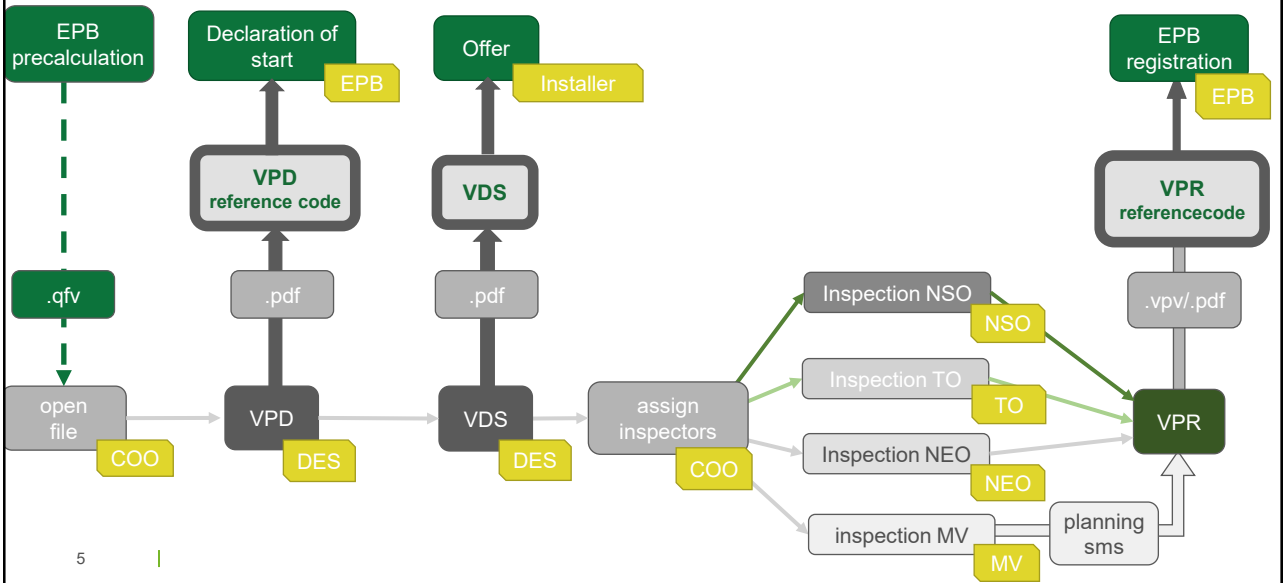 EPB
precalculation
Declaration of
start
EPB
Offer
Installer
EPB
registration
EPB
VPD
reference code
VDS
VPR
referencecode
.qfv
.pdf
.pdf
.vpv/.pdf
Inspection NSO
NSO
Inspection TO
TO
open
file
COO
VPD
DES
VDS
DES
assign
inspectors
COO
VPR
Inspection NEO
NEO
inspection MV
MV
planning
sms
5